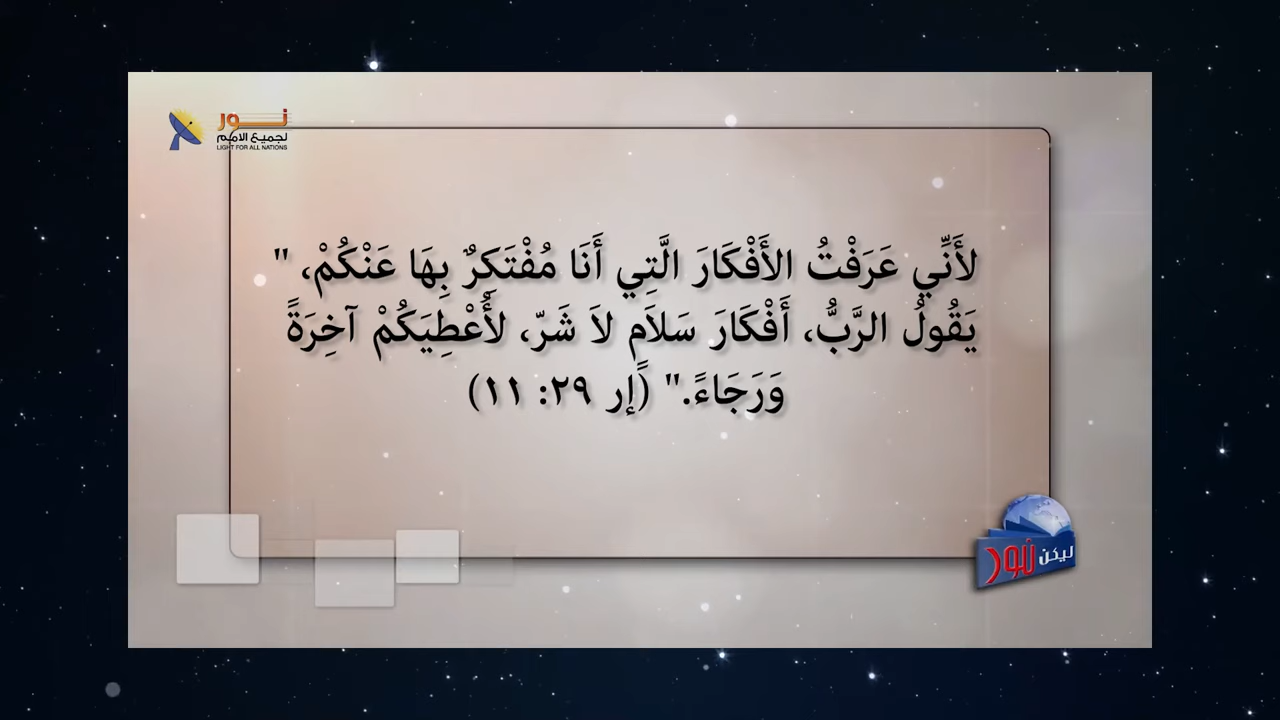 نور
لجميع الامم
LIGHT FOR ALL NATIONS
لأَنِّي عَرَفْتُ الأَفْكَارَ الَّتِي أَنَا مُفْتَكِرٌ بِهَا عَنْكُمْ، "
يَقُولُ الرَّبُّ، أَفْكَارَ سَلاَمٍ لاَ شَرّ، لأُعْطِيَكُمْ آخِرَةً
وَرَجَاءً." (إر ٢٩: ١١)
ليكن نور